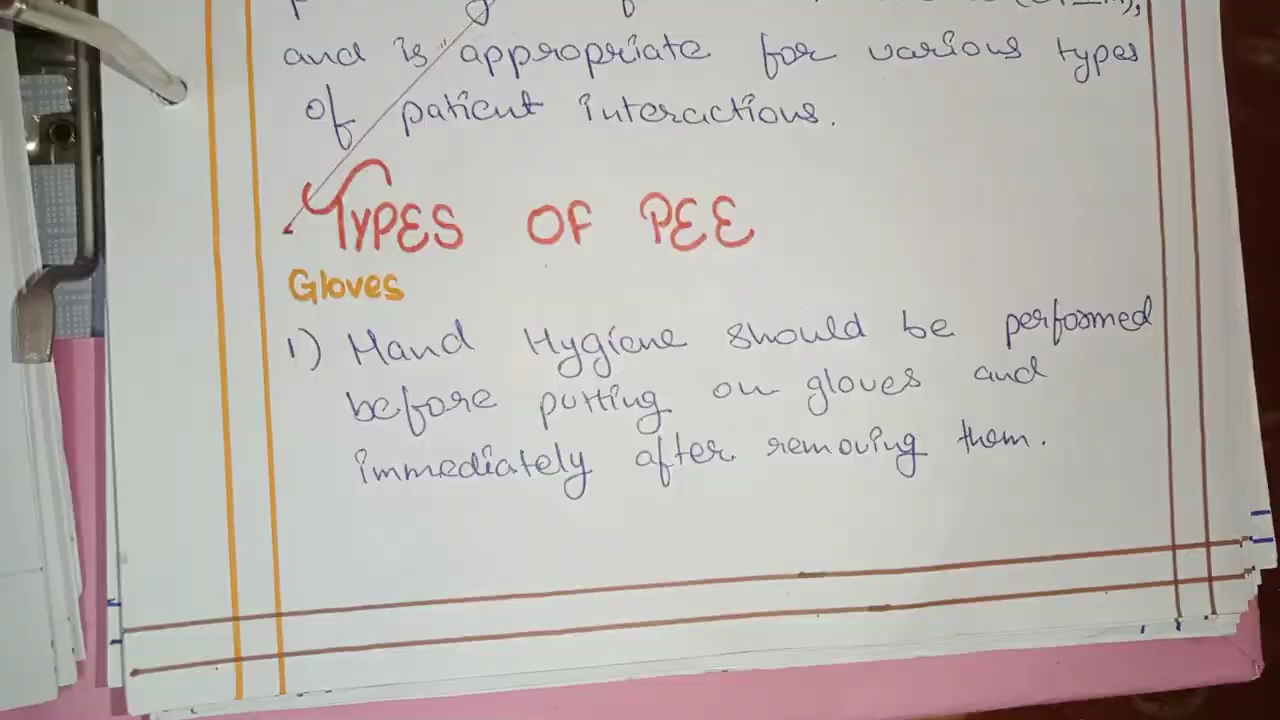 and is appropriate for various types
of patient interactions.
TYPES OF PEE
Gloves
1) Hand Hygiene should be performed
before putting on gloves and
immediately after removing them.